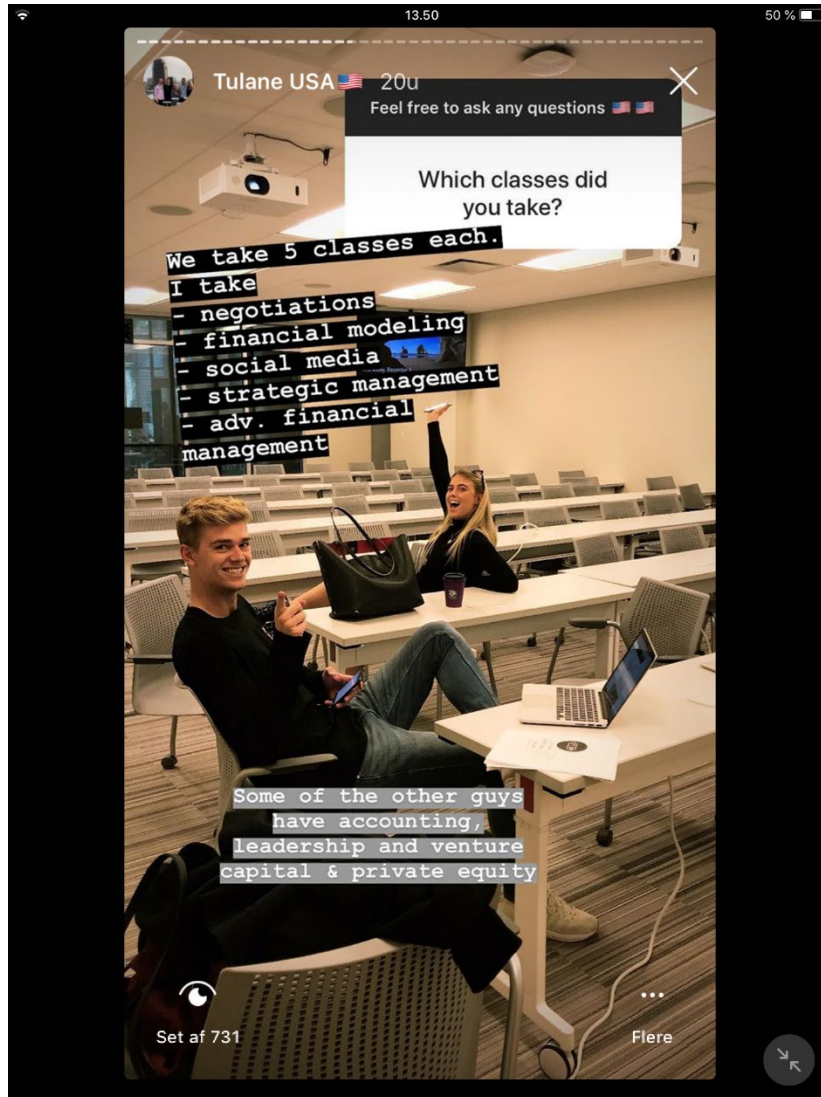 13.50
50 %
Tulane USA🇺🇸 20u
Feel free to ask any questions 🇺🇸 🇺🇸
Which classes did
you take?
We take 5 classes each.
I take
- negotiations
- financial modeling
- social media
- strategic management
- adv. financial
management
Some of the other guys
have accounting,
leadership and venture
capital & private equity
Set af 731
Flere